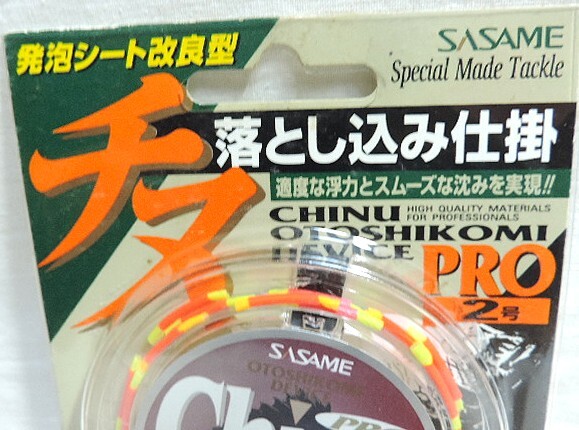 発泡シート改良型
SASAME
Special Made Tackle
チヌ
落とし込み仕掛
適度な浮力とスムーズな沈みを実現!!
CHINU HIGH QUALITY MATERIALS
FOR PROFESSIONALS
OTOSHIKOMI
PRO
2号
SASAME
OTOSHIKOMI